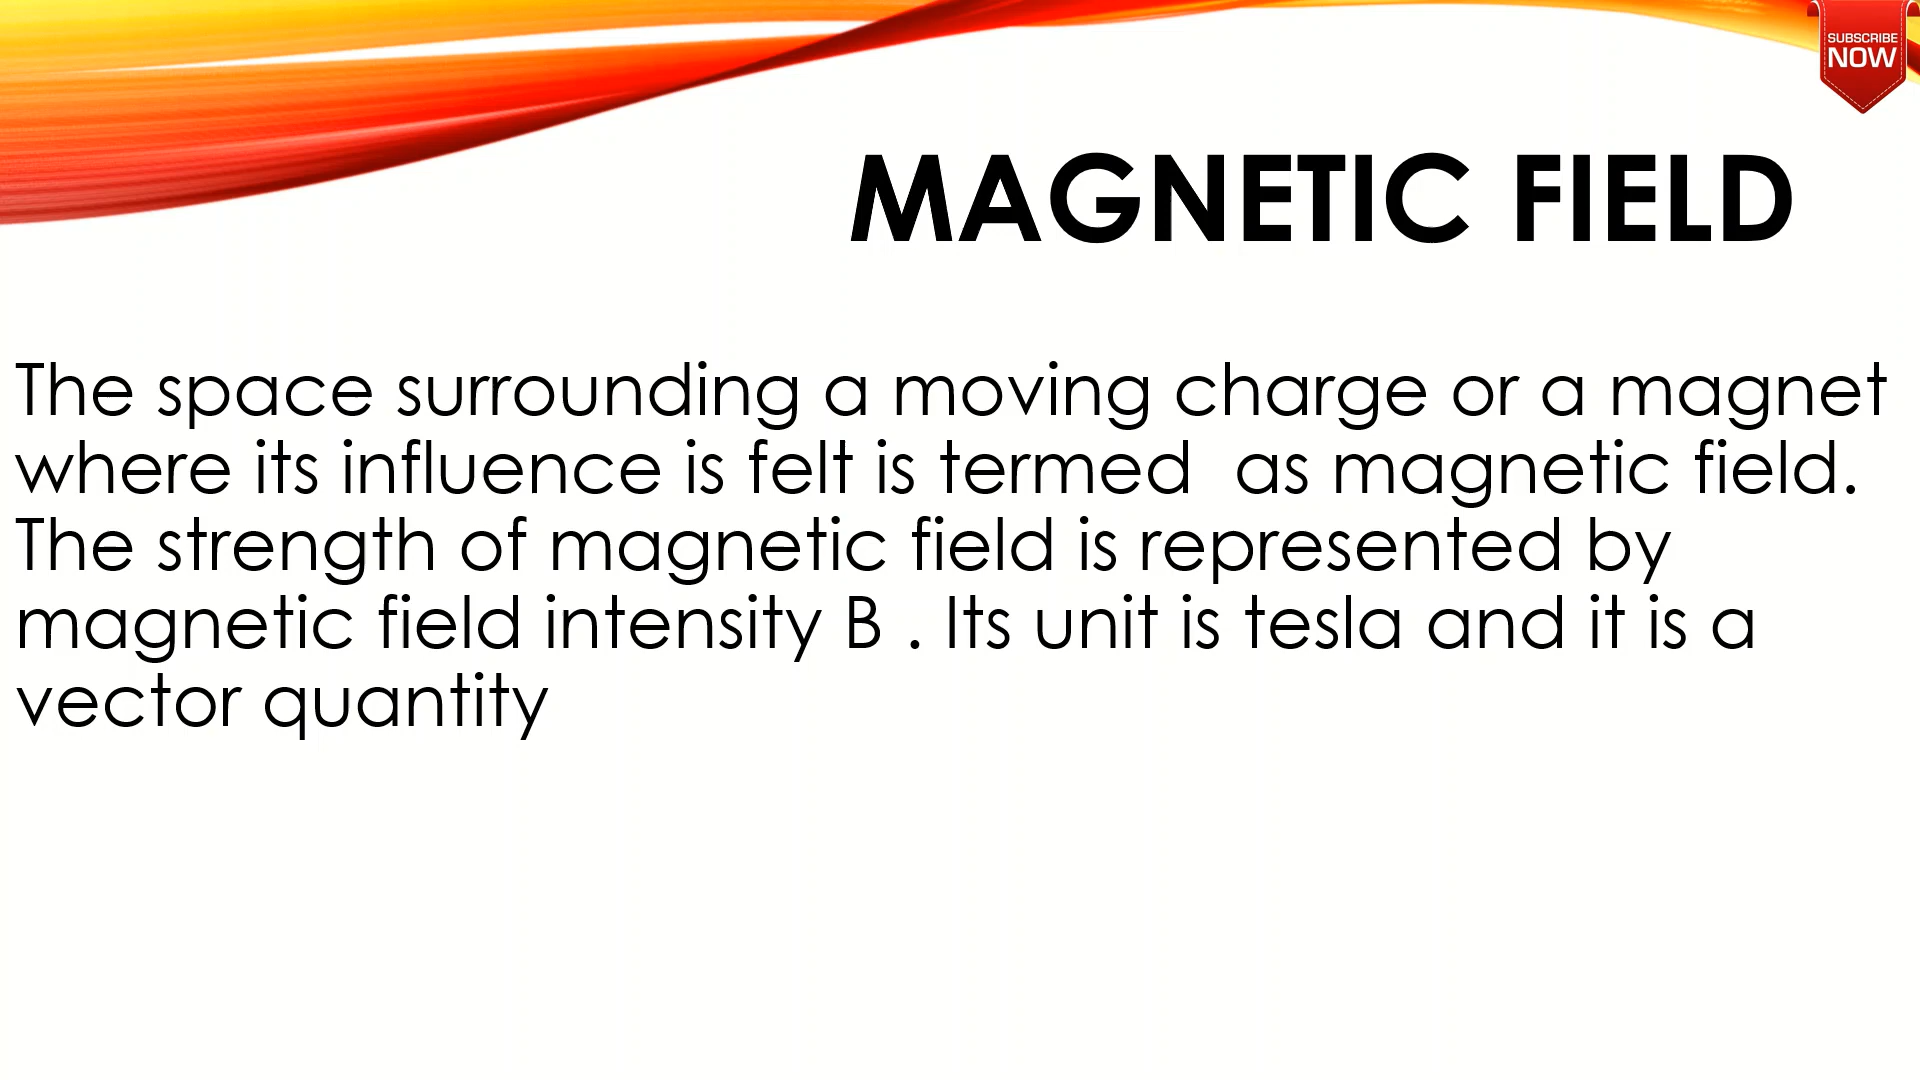 SUBSCRIBE
NOW
MAGNETIC FIELD
The space surrounding a moving charge or a magnet
where its influence is felt is termed  as magnetic field.
The strength of magnetic field is represented by
magnetic field intensity B . Its unit is tesla and it is a
vector quantity